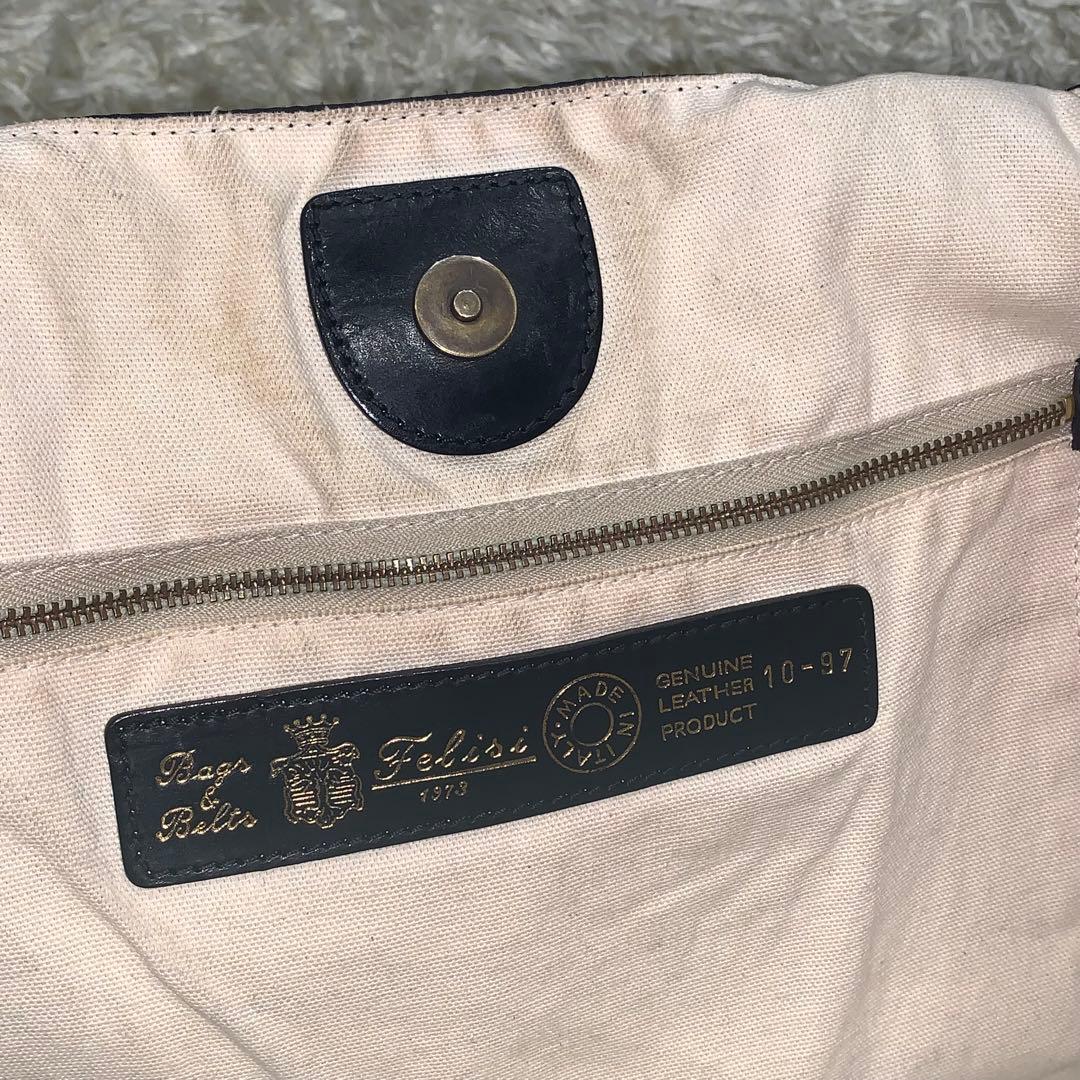 Bags
&
Belts
Felisi
1973
MADE IN ITALY
GENUINE
LEATHER
PRODUCT
10-97